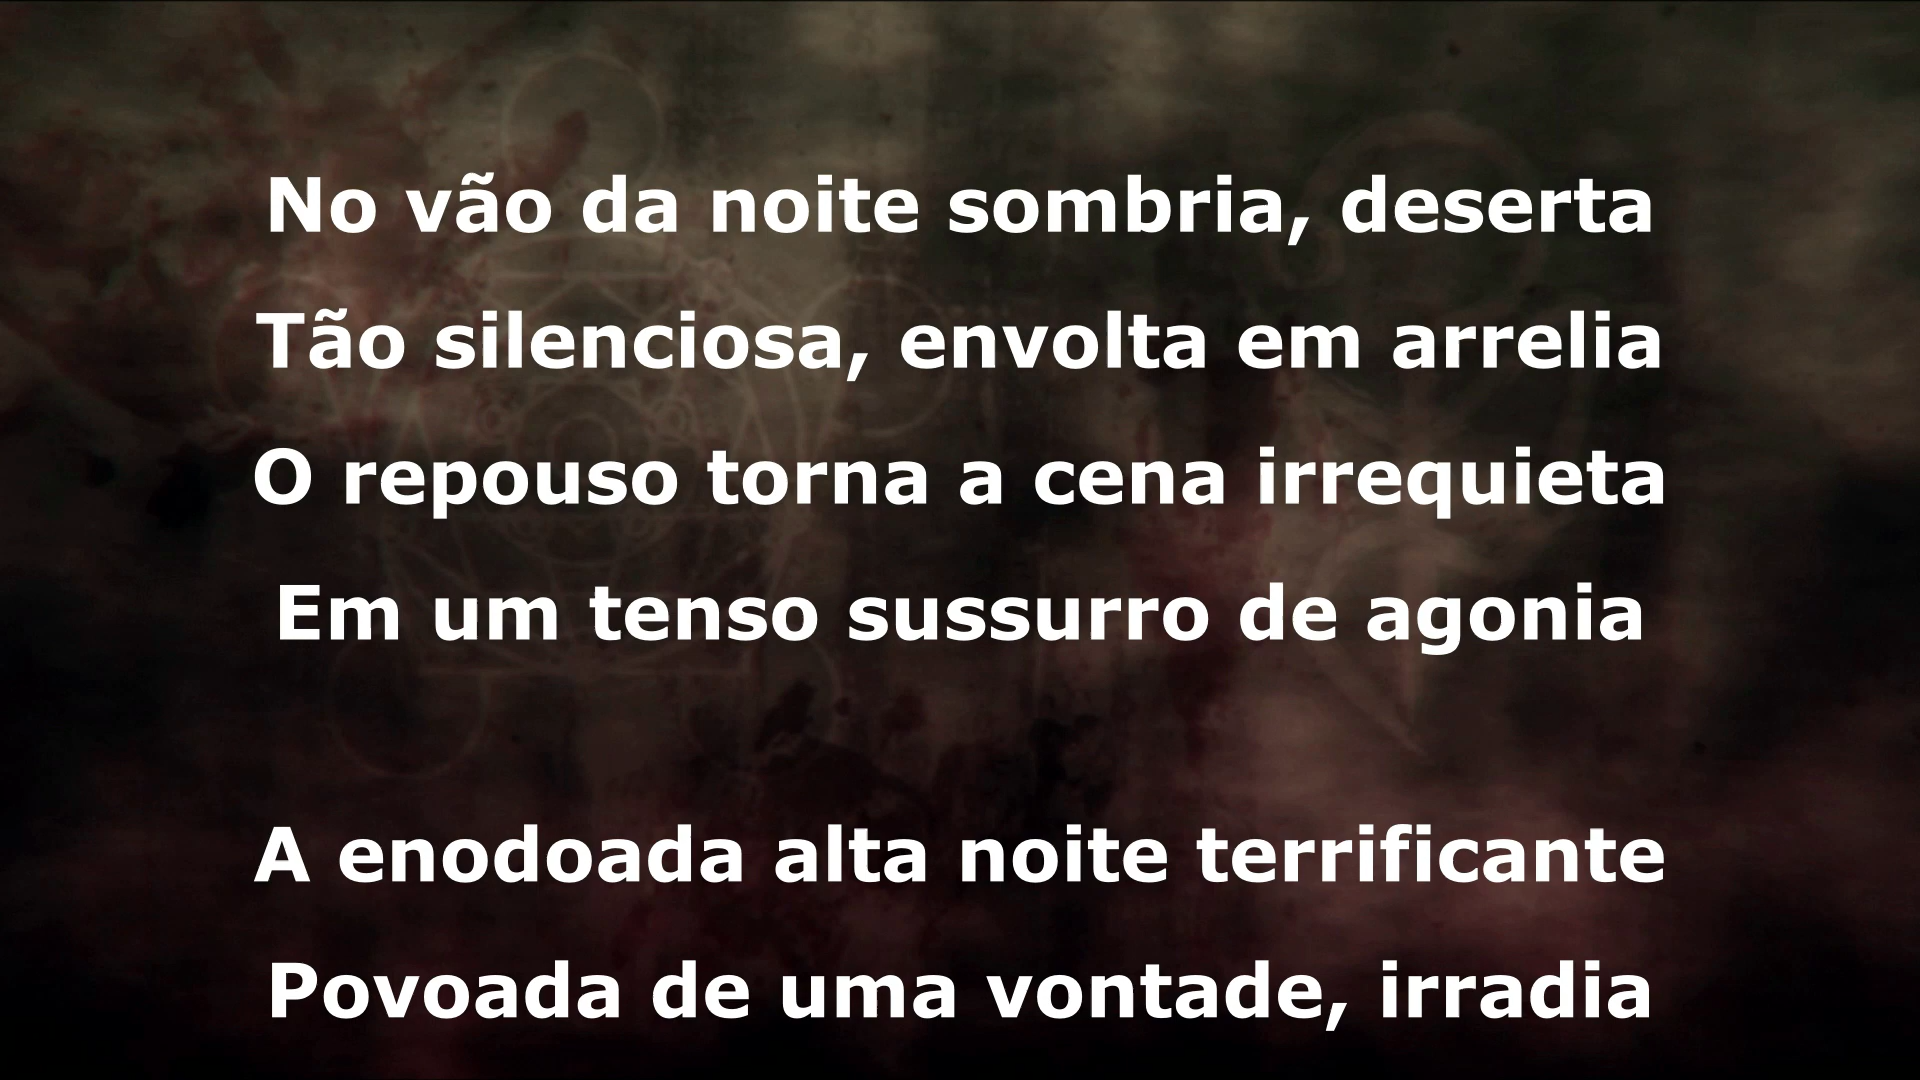 No vão da noite sombria, deserta
Tão silenciosa, envolta em arrelia
O repouso torna a cena irrequieta
Em um tenso sussurro de agonia
A enodoada alta noite terrificante
Povoada de uma vontade, irradia